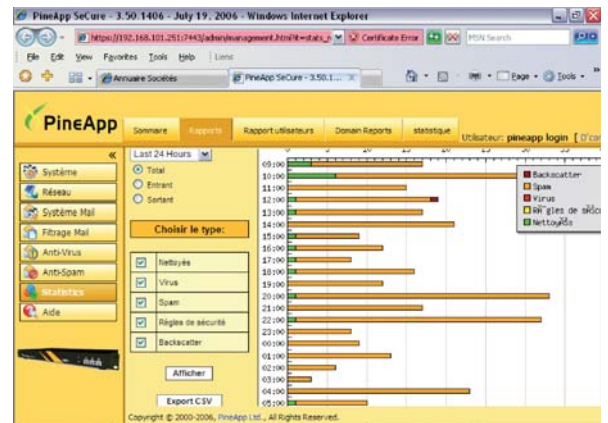 PineApp SeCure - 3.50.1406 - July 19, 2006 - Windows Internet Explorer
https://192.168.101.251:7443/admin/management.html?it=stats_
Certificate Error
MSN Search
File Edit View Favorites Tools Help Liens
Annuaire Sociétés
PineApp SeCure - 3.50.1...
Page
Tools
PineApp
Sommaire
Rapports
Rapport utilisateurs
Domain Reports
statistique
Utilisateur: pineapp login [
Système
Réseau
Système Mail
Filtrage Mail
Anti-Virus
Anti-Spam
Statistics
Aide
Last 24 Hours
Total
Entrant
Sortant
Choisir le type:
Nettoyés
Virus
Spam
Règles de sécurité
Backscatter
Afficher
Export CSV
09:00
10:00
11:00
12:00
13:00
14:00
15:00
16:00
17:00
18:00
19:00
20:00
21:00
22:00
23:00
00:00
01:00
02:00
03:00
04:00
05:00
Backscatter
Spam
Virus
gles de
Copyright © 2000-2006, PineApp Ltd., All Rights Reserved.